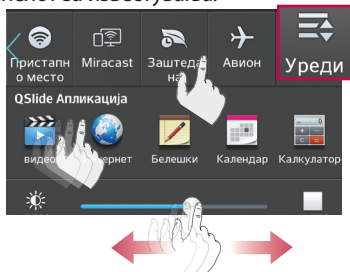 Пристапн
о место
Miracast
Заштеда
на
Авион
Уреди
QSlide Апликација
видео
Белешки
Календар
Калкулатор